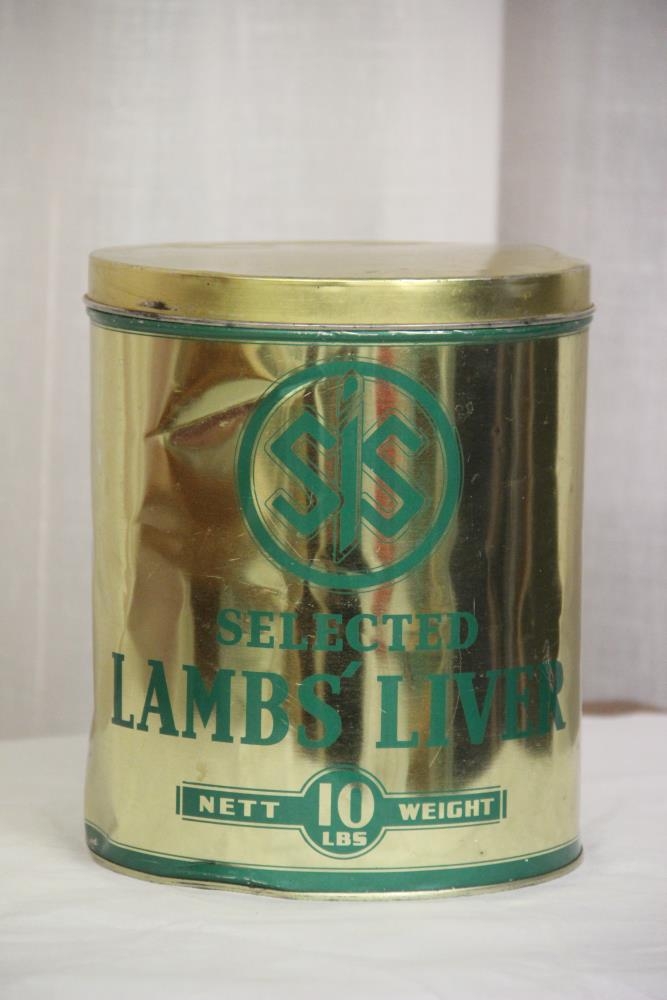 SIS
SELECTED
LAMBS' LIVER
NETT 10 WEIGHT
LBS